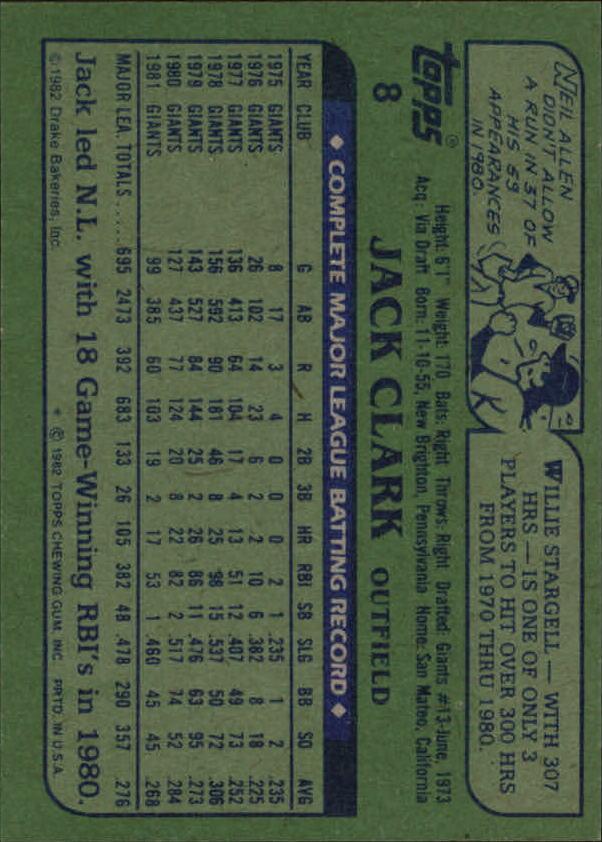 NEIL ALLEN
DIDN'T ALLOW
A RUN IN 37 OF
HIS 59
APPEARANCES
IN 1980.
K
WILLIE STARGELL — WITH 307
HRS — IS ONE OF ONLY 3
PLAYERS TO HIT OVER 300 HRS
FROM 1970 THRU 1980.
TOPPS®
8
Height: 6'1" Weight: 170 Bats: Right Throws: Right Drafted: Giants #13-June, 1973
Acq: Via Draft Born: 11-10-55, New Brighton, Pennsylvania Home: San Mateo, California
JACK CLARK OUTFIELD
◆ COMPLETE MAJOR LEAGUE BATTING RECORD ◆
YEAR CLUB G AB R H 2B 3B HR RBI SB SLG BB SO AVG
1975 GIANTS 8 17 3 4 0 0 0 2 1 .235 1 2 .235
1976 GIANTS 26 102 14 23 6 2 2 10 6 .382 8 18 .225
1977 GIANTS 136 413 64 104 17 4 13 51 12 .407 49 73 .252
1978 GIANTS 156 592 90 181 46 8 25 98 15 .537 50 72 .306
1979 GIANTS 143 527 84 144 25 2 26 86 11 .476 63 95 .273
1980 GIANTS 127 437 77 124 20 8 22 82 2 .517 74 52 .284
1981 GIANTS 99 385 60 103 19 2 17 53 1 .460 45 45 .268
MAJOR LEA. TOTALS..... 695 2473 392 683 133 26 105 382 48 .478 290 357 .276
Jack led N.L. with 18 Game-Winning RBI's in 1980.
© 1982 Drake Bakeries, Inc. * © 1982 TOPPS CHEWING GUM, INC. PRTD. IN U.S.A.